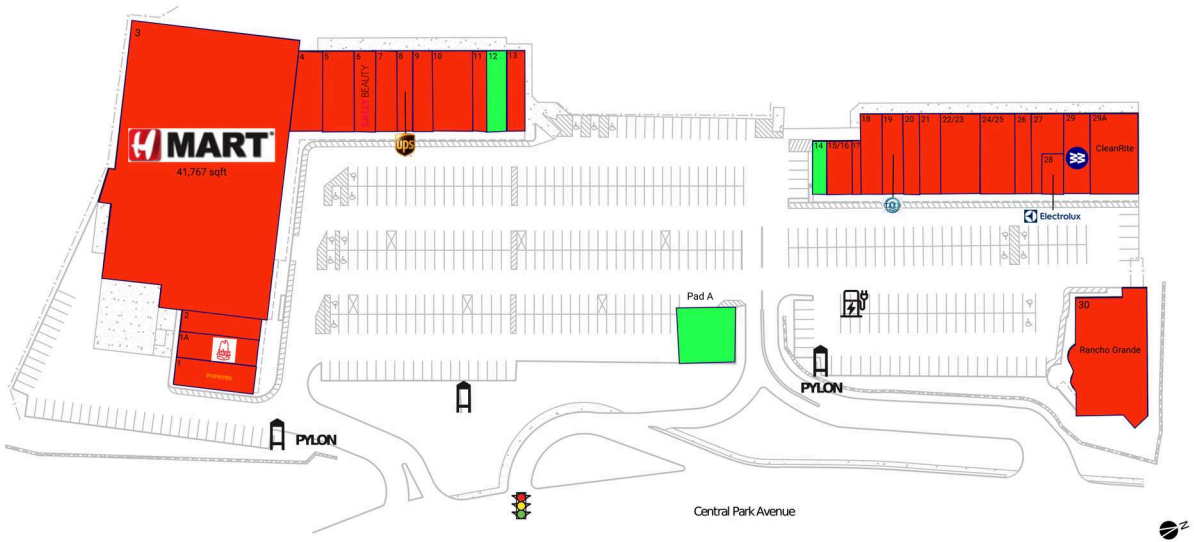 3
H MART
41,767 sqft
4
5
6
SALLYBEAUTY
7
8
ups
9
10
11
12
13
2
1A
1
POPEYES
14
15/16
17
18
19
20
21
22/23
24/25
26
27
28
29
29A
CleanRite
Electrolux
Pad A
30
Rancho Grande
PYLON
PYLON
Central Park Avenue
Z